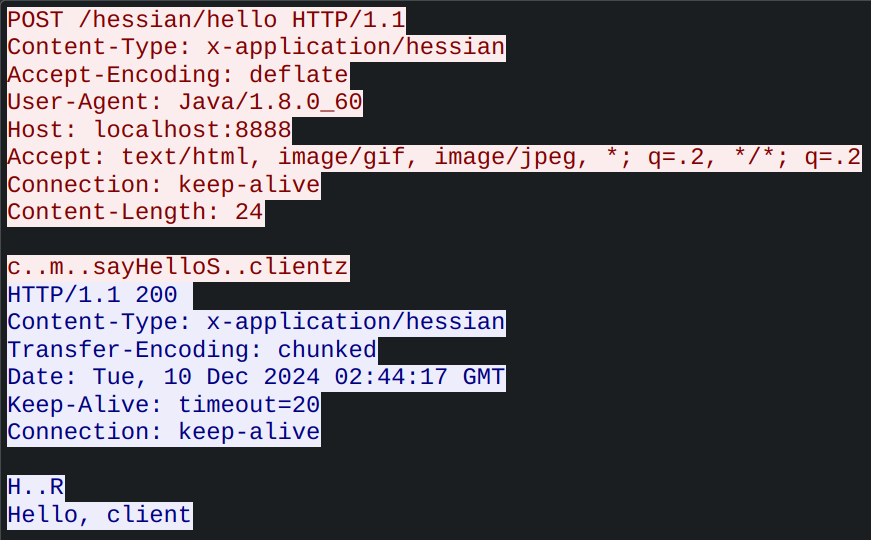 POST /hessian/hello HTTP/1.1
Content-Type: x-application/hessian
Accept-Encoding: deflate
User-Agent: Java/1.8.0_60
Host: localhost:8888
Accept: text/html, image/gif, image/jpeg, *; q=.2, */*; q=.2
Connection: keep-alive
Content-Length: 24
c..m..sayHelloS..clientz
HTTP/1.1 200
Content-Type: x-application/hessian
Transfer-Encoding: chunked
Date: Tue, 10 Dec 2024 02:44:17 GMT
Keep-Alive: timeout=20
Connection: keep-alive
H..R
Hello, client